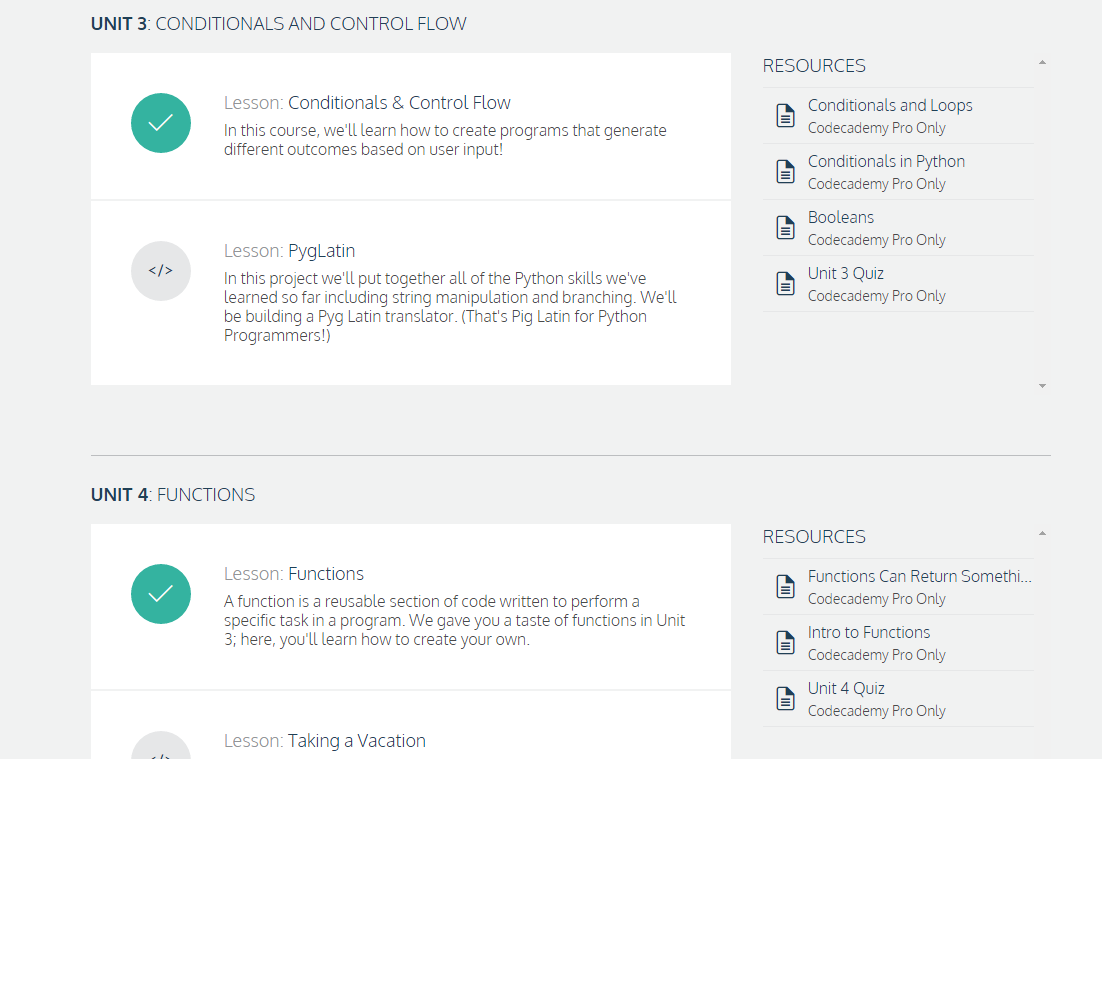 UNIT 3: CONDITIONALS AND CONTROL FLOW
Lesson: Conditionals & Control Flow
In this course, we'll learn how to create programs that generate
different outcomes based on user input!
</>
Lesson: PygLatin
In this project we'll put together all of the Python skills we've
learned so far including string manipulation and branching. We'll
be building a Pyg Latin translator. (That's Pig Latin for Python
Programmers!)
RESOURCES
Conditionals and Loops
Codecademy Pro Only
Conditionals in Python
Codecademy Pro Only
Booleans
Codecademy Pro Only
Unit 3 Quiz
Codecademy Pro Only
UNIT 4: FUNCTIONS
Lesson: Functions
A function is a reusable section of code written to perform a
specific task in a program. We gave you a taste of functions in Unit
3; here, you'll learn how to create your own.
Lesson: Taking a Vacation
RESOURCES
Functions Can Return Somethi...
Codecademy Pro Only
Intro to Functions
Codecademy Pro Only
Unit 4 Quiz
Codecademy Pro Only